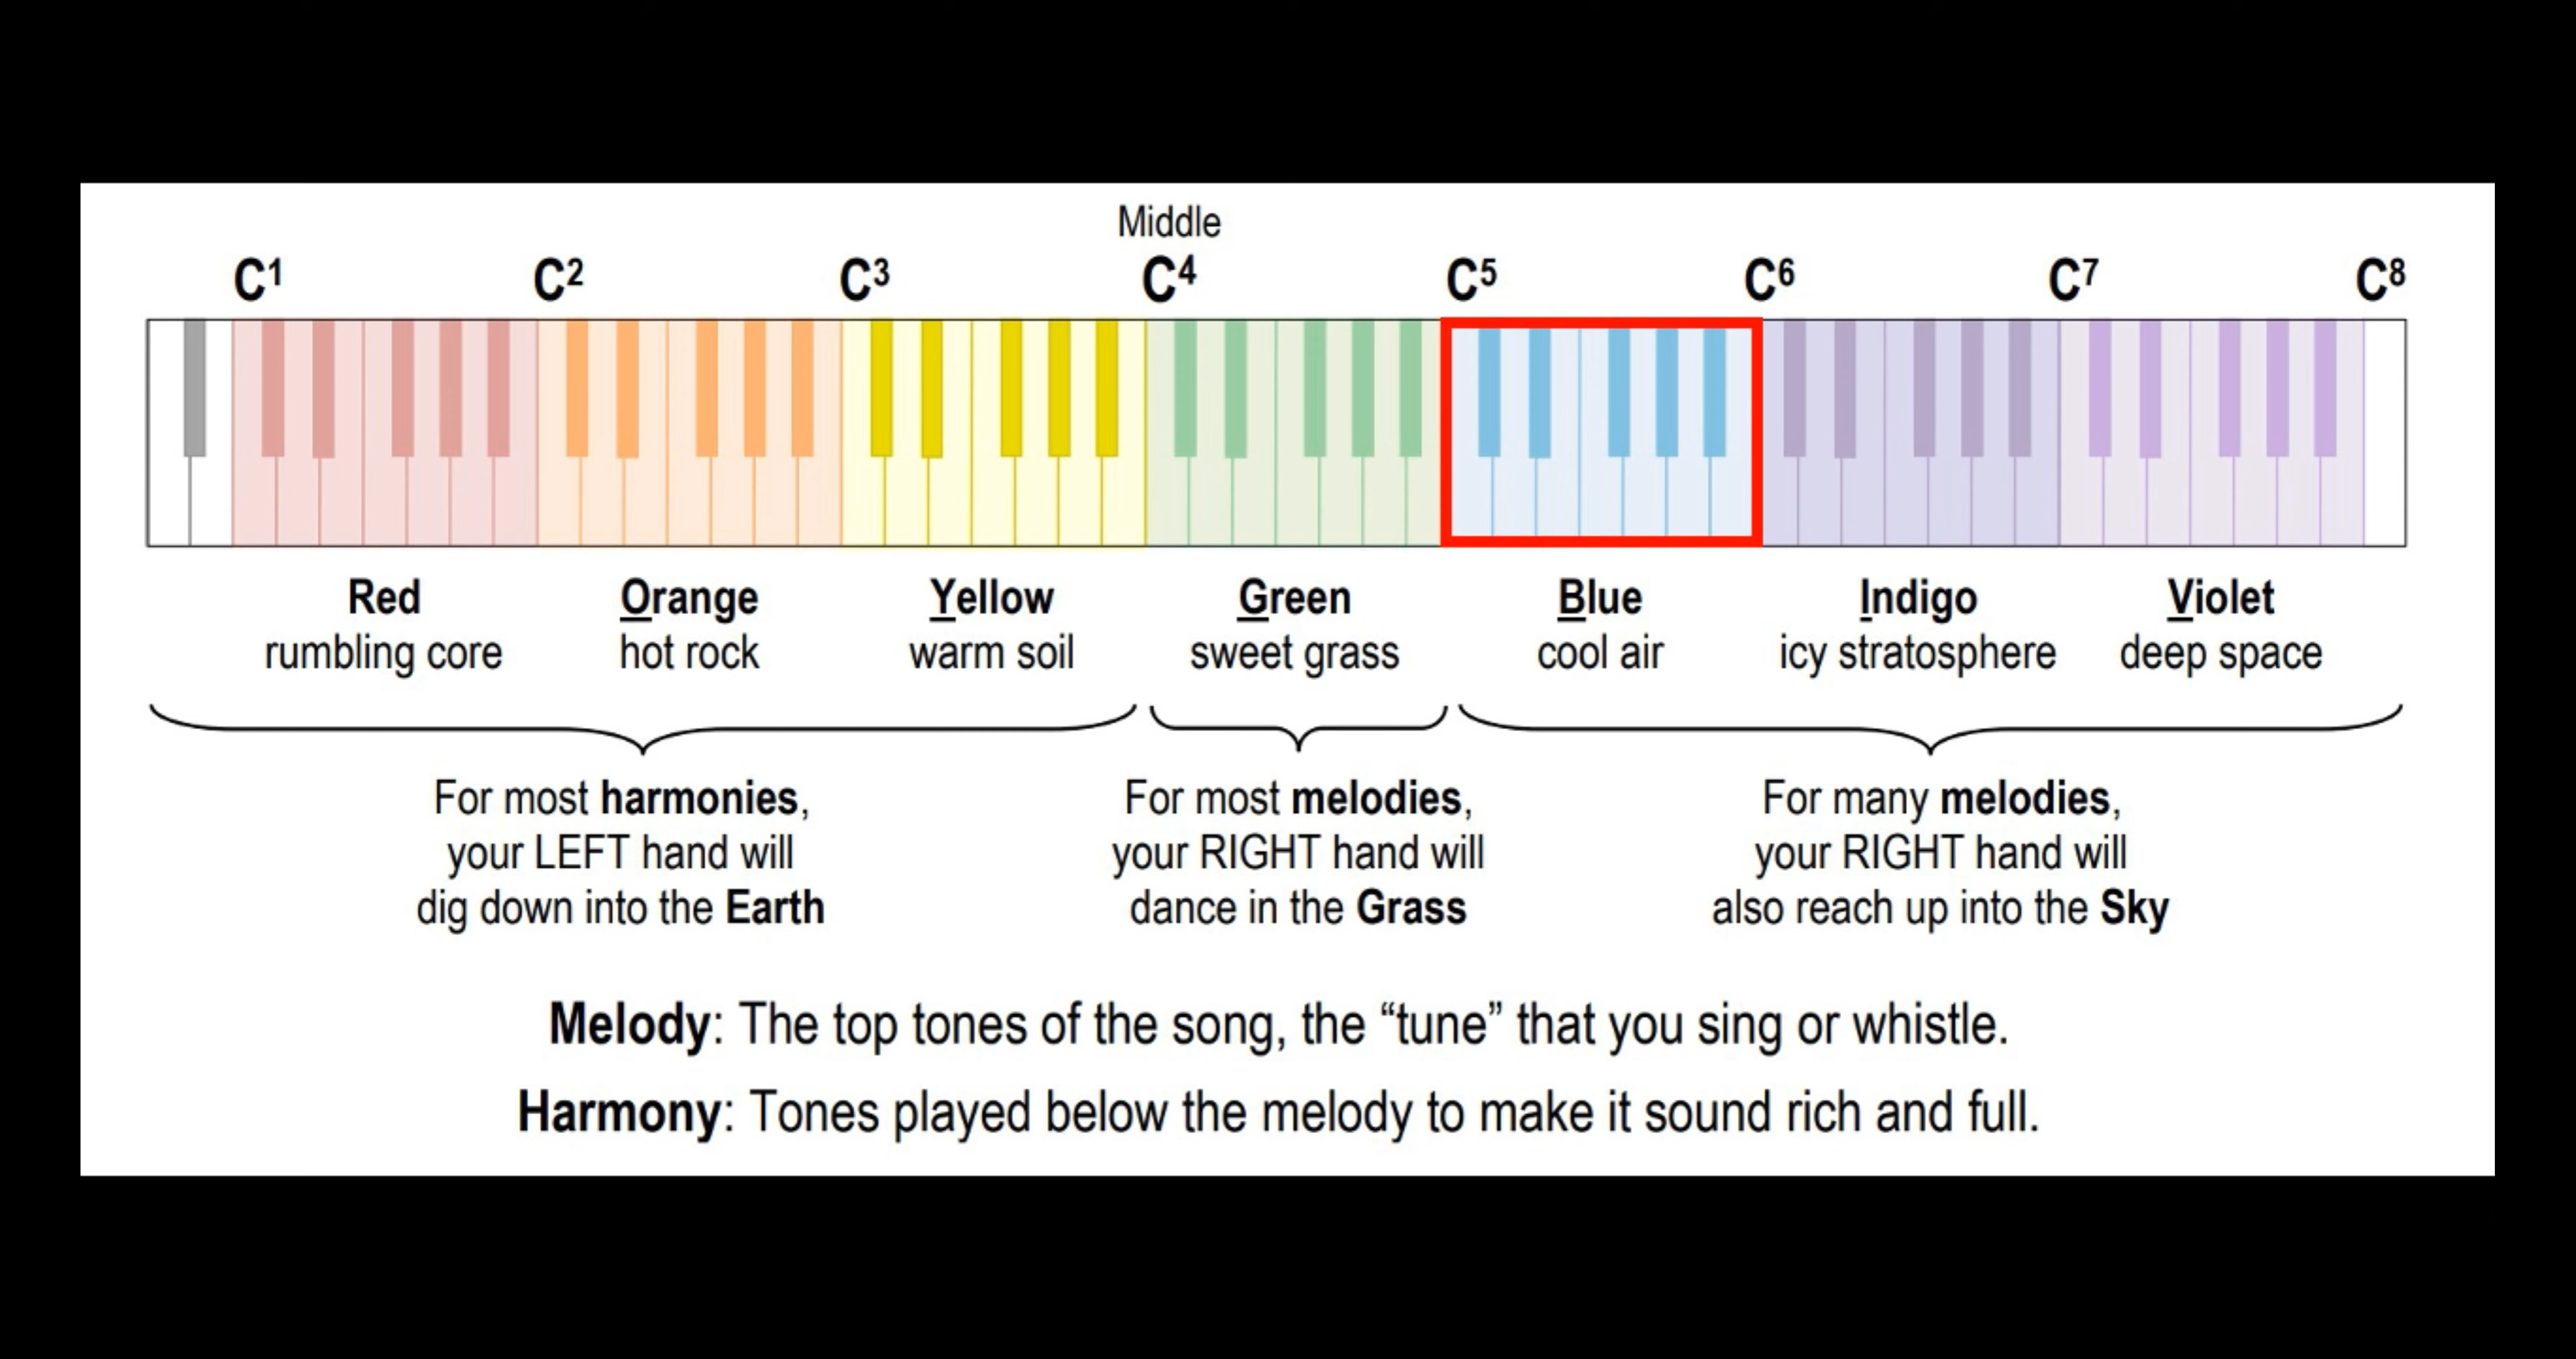 Middle
C¹ C² C³ C⁴ C⁵ C⁶ C⁷ C⁸
Red Orange Yellow Green Blue Indigo Violet
rumbling core hot rock warm soil sweet grass cool air icy stratosphere deep space
For most harmonies,
your LEFT hand will
dig down into the Earth
For most melodies,
your RIGHT hand will
dance in the Grass
For many melodies,
your RIGHT hand will
also reach up into the Sky
Melody: The top tones of the song, the “tune” that you sing or whistle.
Harmony: Tones played below the melody to make it sound rich and full.